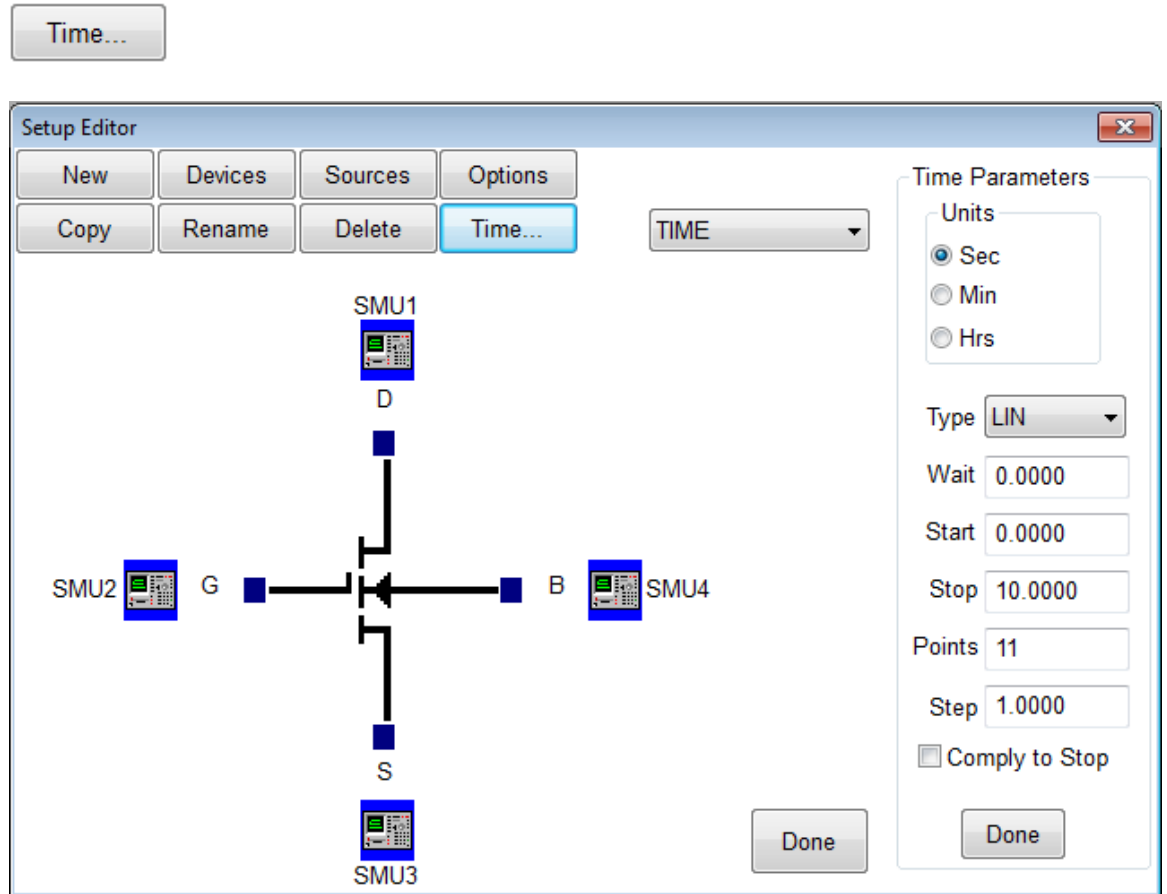 Time...
Setup Editor
New Devices Sources Options
Copy Rename Delete Time...
TIME
SMU1
D
SMU2 G
B SMU4
S
SMU3
Done
Time Parameters
Units
Sec
Min
Hrs
Type LIN
Wait 0.0000
Start 0.0000
Stop 10.0000
Points 11
Step 1.0000
Comply to Stop
Done